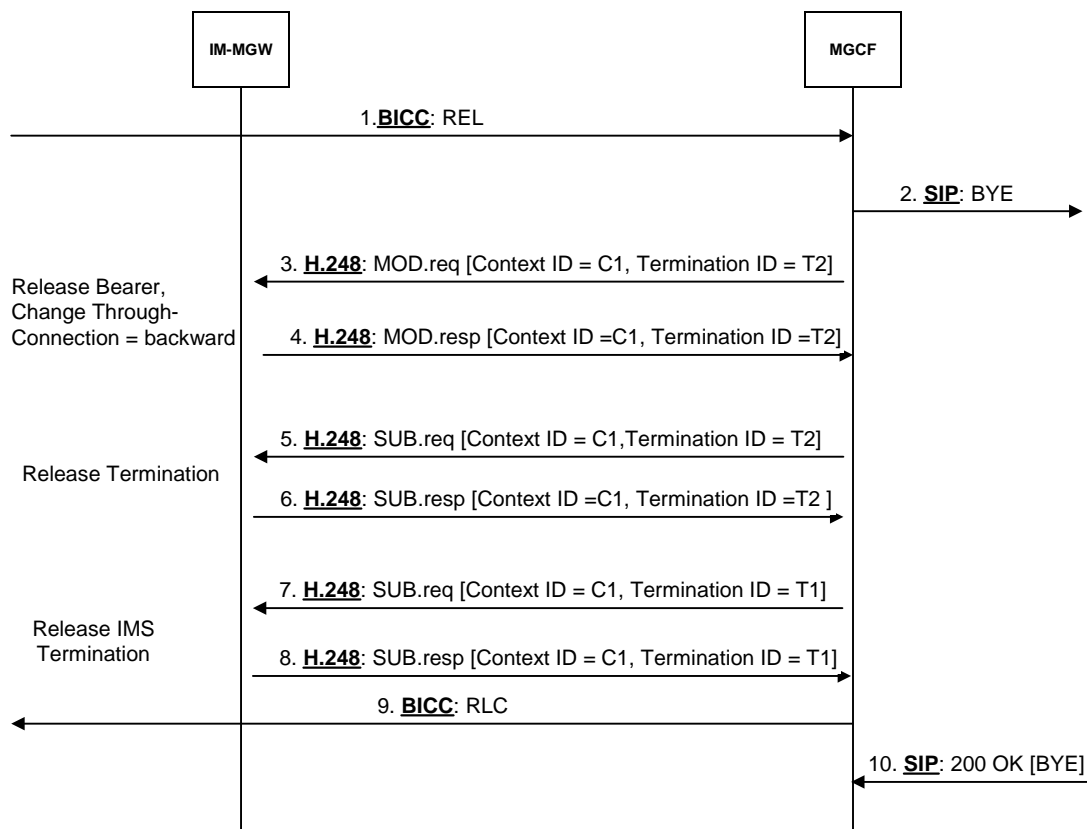 IM-MGW
MGCF
1.BICC: REL
2. SIP: BYE
3. H.248: MOD.req [Context ID = C1, Termination ID = T2]
Release Bearer,
Change Through-
Connection = backward
4. H.248: MOD.resp [Context ID =C1, Termination ID =T2]
5. H.248: SUB.req [Context ID = C1,Termination ID = T2]
Release Termination
6. H.248: SUB.resp [Context ID =C1, Termination ID =T2 ]
7. H.248: SUB.req [Context ID = C1, Termination ID = T1]
Release IMS
Termination
8. H.248: SUB.resp [Context ID = C1, Termination ID = T1]
9. BICC: RLC
10. SIP: 200 OK [BYE]